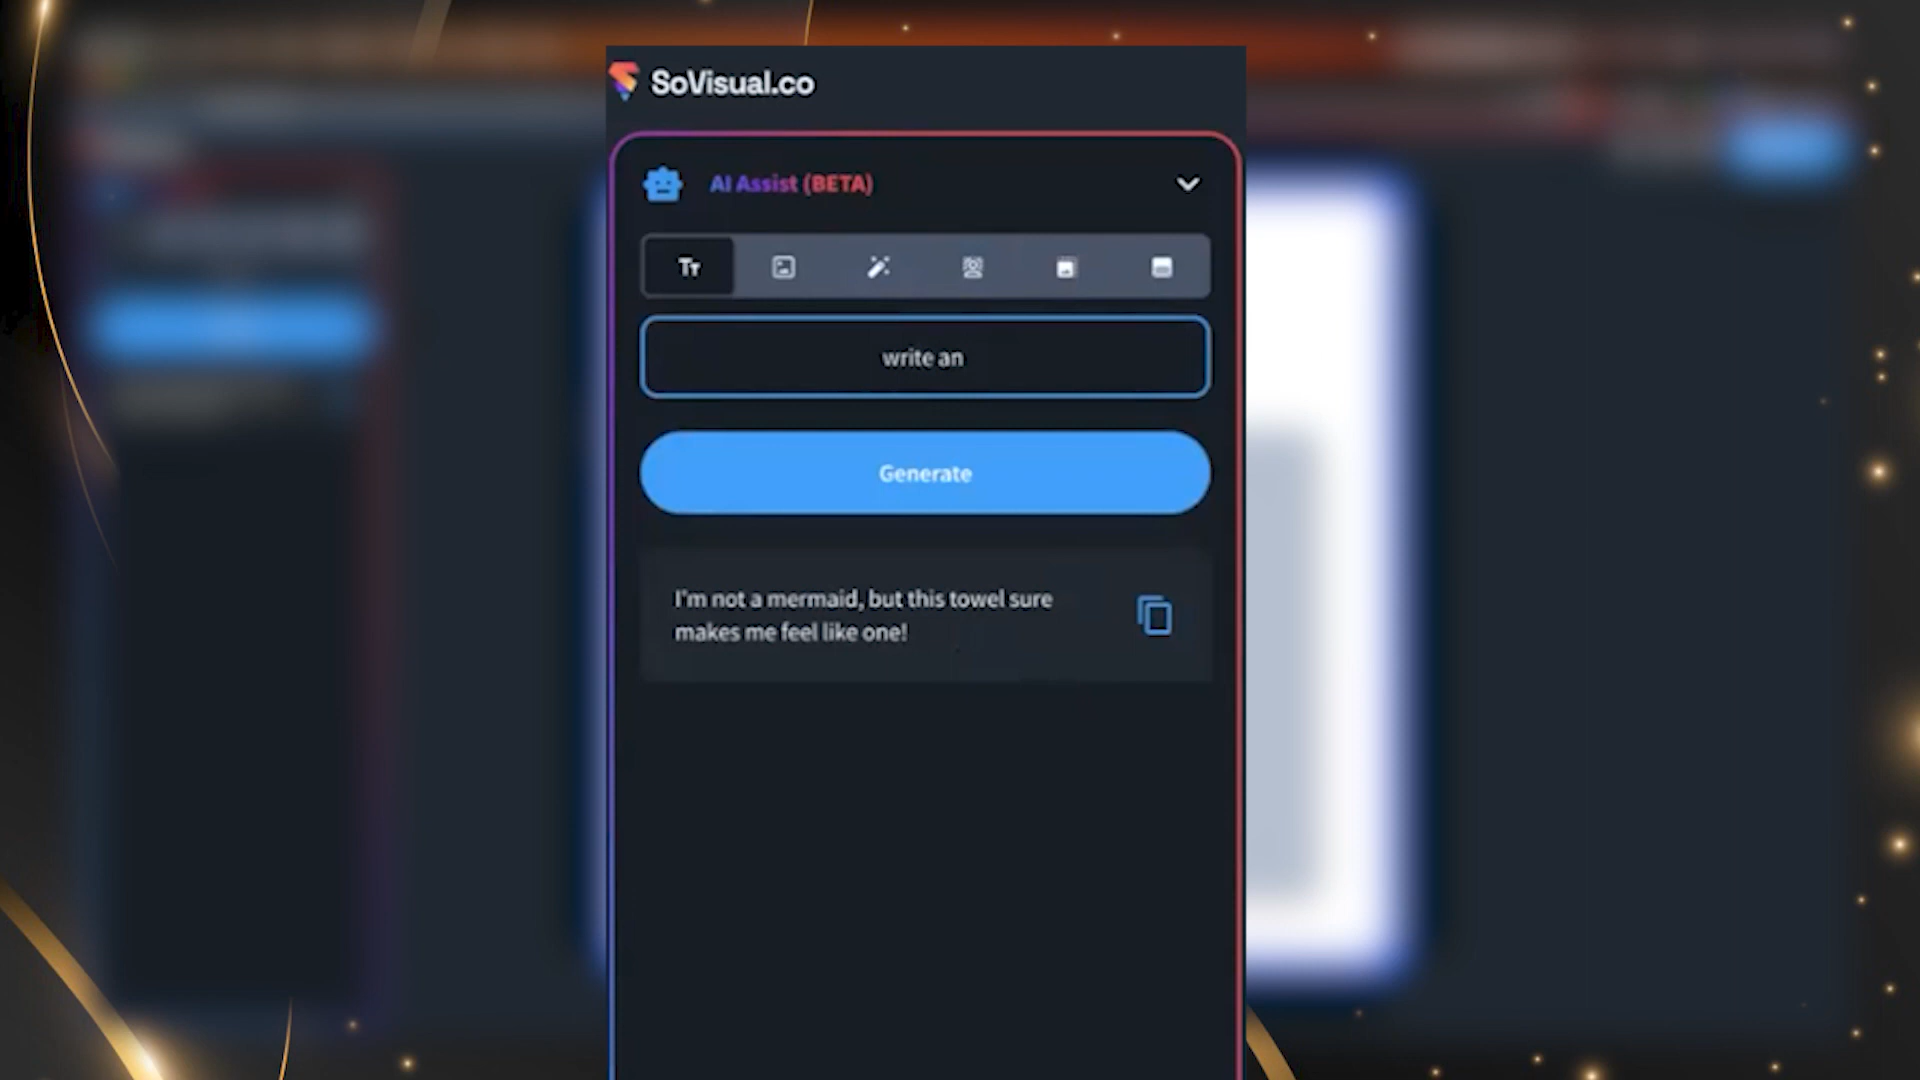 SoVisual.co
AI Assist (BETA)
Tт
write an
Generate
I'm not a mermaid, but this towel sure
makes me feel like one!